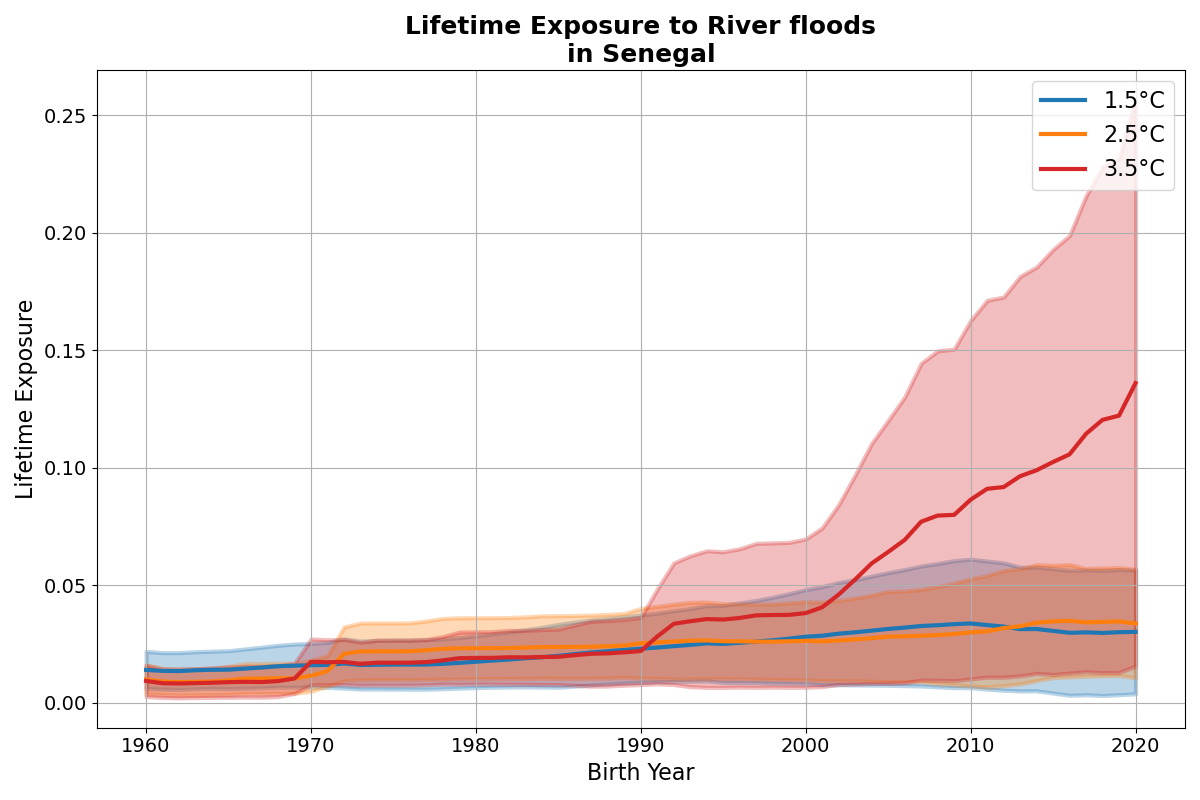 Lifetime Exposure to River floods
in Senegal
1.5°C
2.5°C
3.5°C
0.25
0.20
0.15
0.10
0.05
0.00
Lifetime Exposure
1960 1970 1980 1990 2000 2010 2020
Birth Year